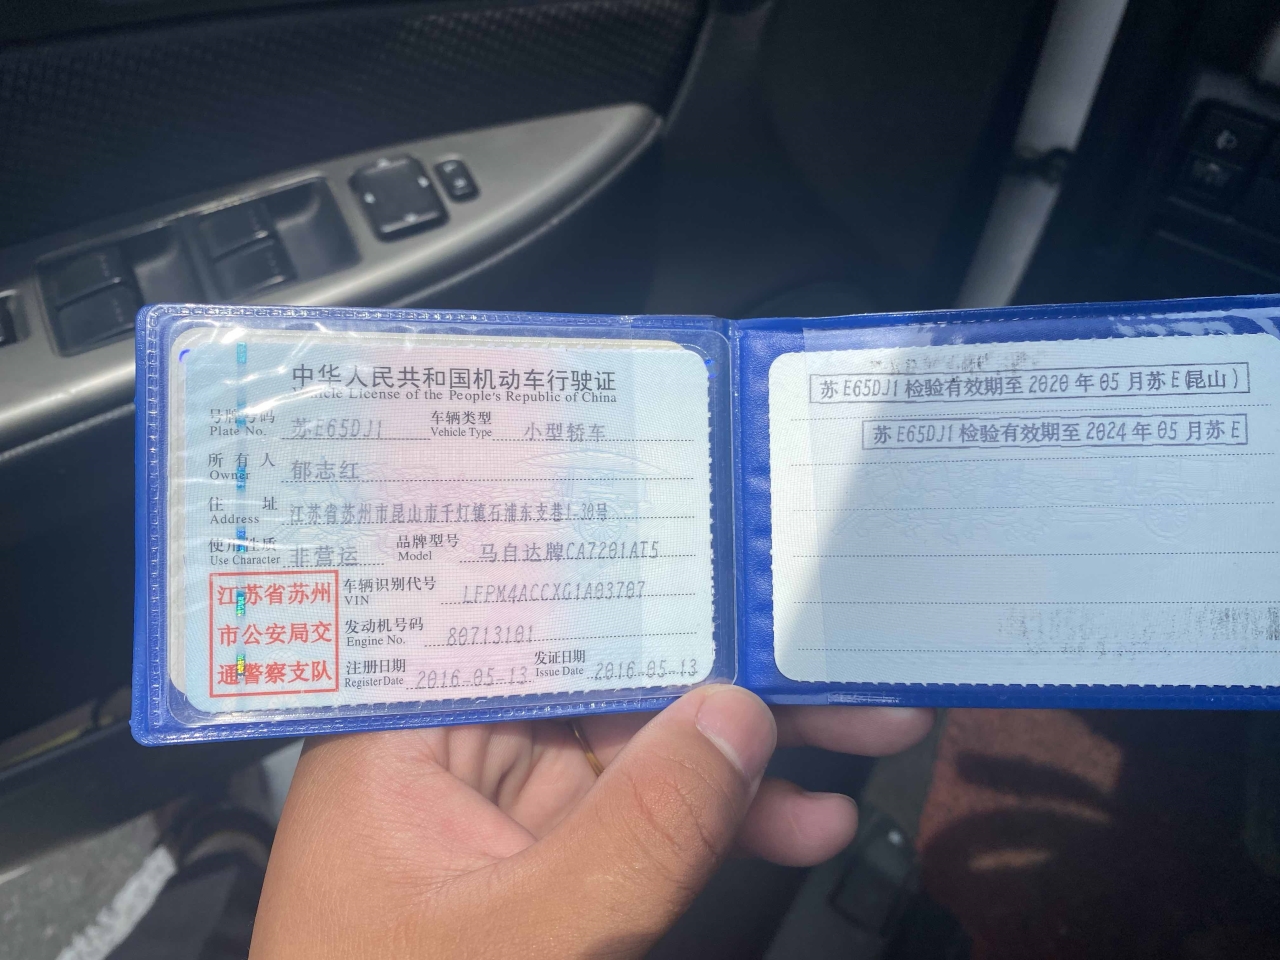 中华人民共和国机动车行驶证
Vehicle License of the People's Republic of China
号牌号码 苏E65DJ1 车辆类型 小型轿车
Plate No. Vehicle Type
所有人 郁志红
Owner
住址 江苏省苏州市昆山市千灯镇石浦东支巷1-30号
Address
使用性质 非营运 品牌型号 马自达牌CA7201AT5
Use Character Model
江苏省苏州
市公安局交
通警察支队
车辆识别代号 LFPM4ACCXG1A03707
VIN
发动机号码 80713101
Engine No.
注册日期 2016-05-13 发证日期 2016-05-13
Register Date Issue Date
苏E65DJ1检验有效期至2020年05月苏E(昆山)
苏E65DJ1检验有效期至2024年05月苏E